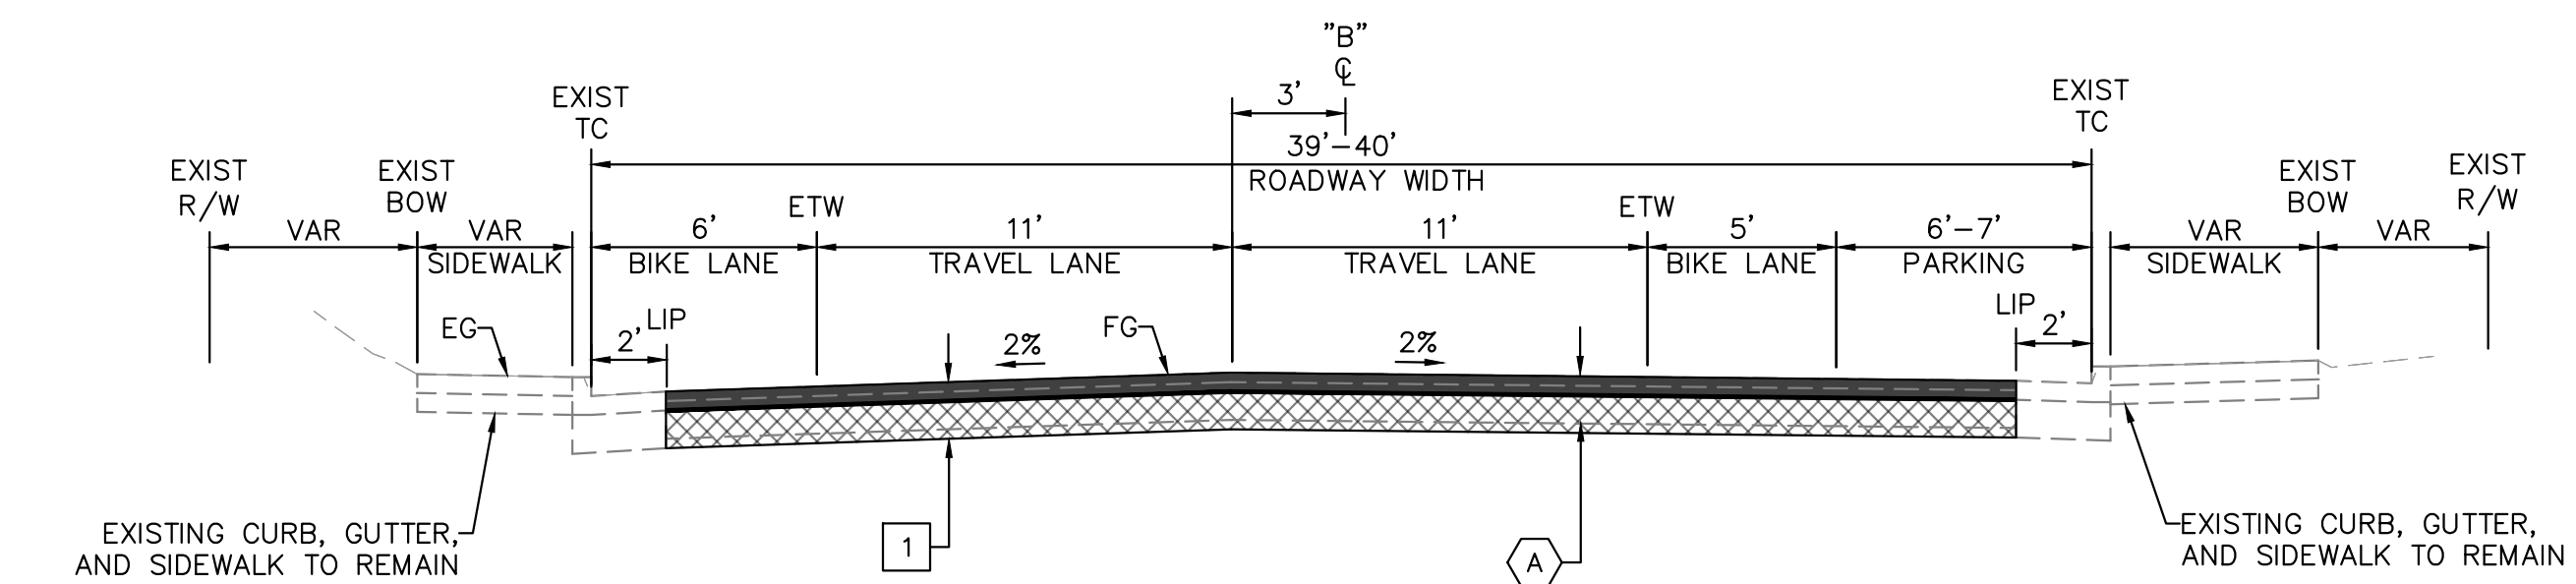 "B"
℄
3'
EXIST
TC
EXIST
TC
39'-40'
ROADWAY WIDTH
EXIST
R/W
EXIST
BOW
EXIST
BOW
EXIST
R/W
ETW
ETW
VAR
VAR
SIDEWALK
6'
BIKE LANE
11'
TRAVEL LANE
11'
TRAVEL LANE
5'
BIKE LANE
6'-7'
PARKING
VAR
SIDEWALK
VAR
EG
2'
LIP
2%
FG
2%
LIP
2'
EXISTING CURB, GUTTER,
AND SIDEWALK TO REMAIN
1
A
EXISTING CURB, GUTTER,
AND SIDEWALK TO REMAIN